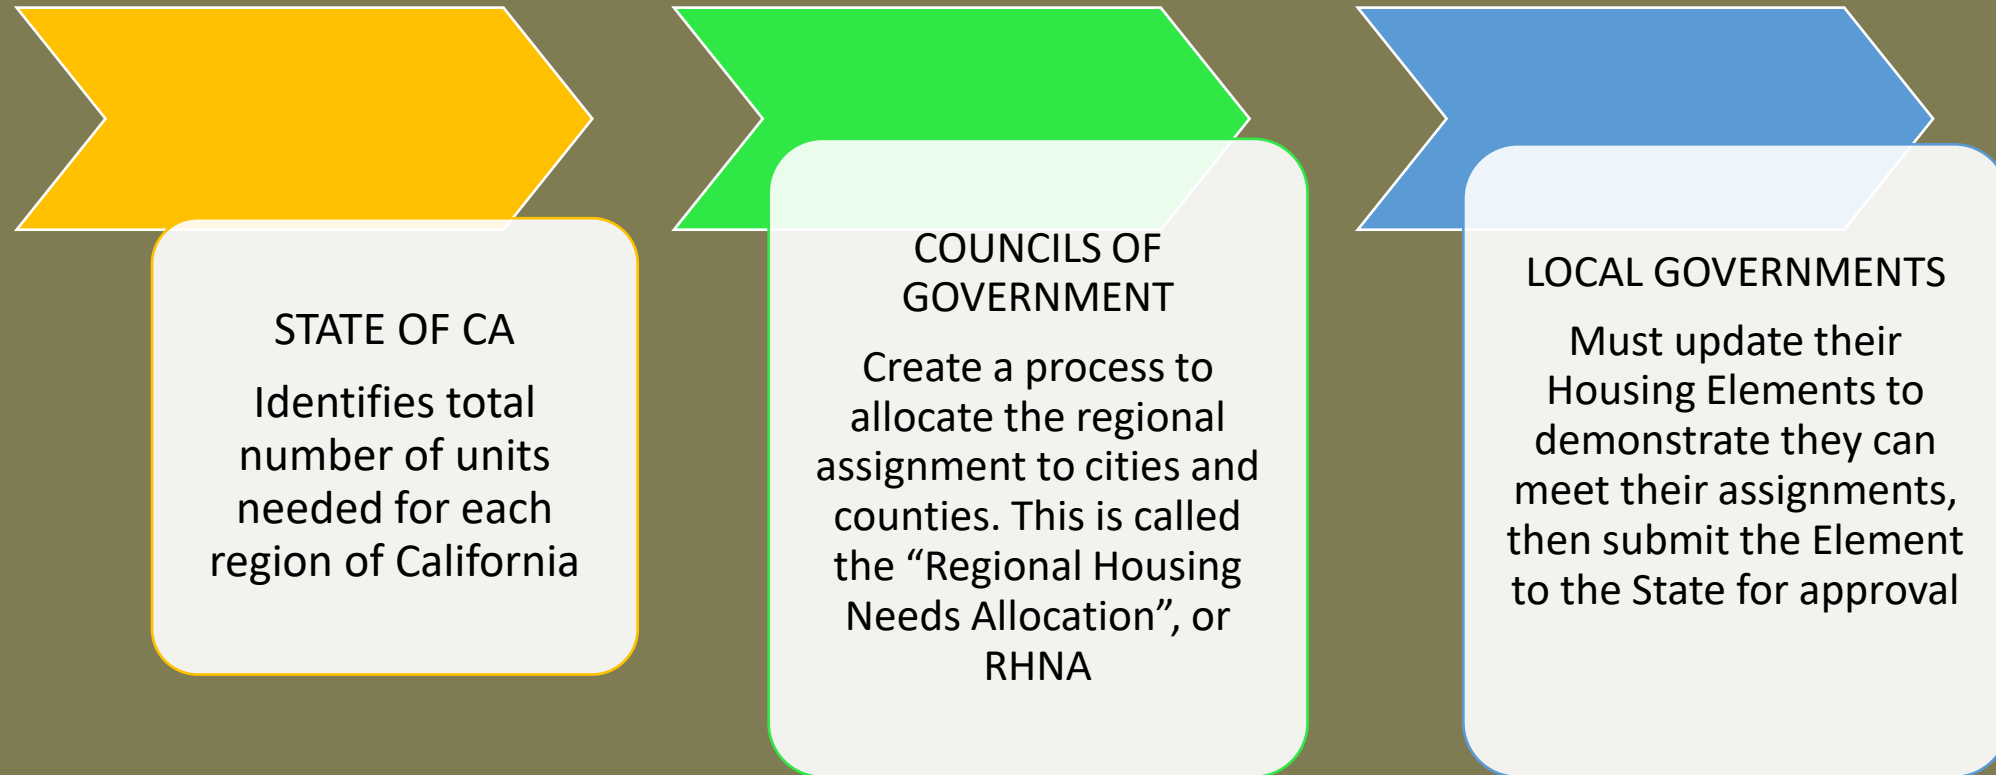 STATE OF CA
Identifies total
number of units
needed for each
region of California
COUNCILS OF
GOVERNMENT
Create a process to
allocate the regional
assignment to cities and
counties. This is called
the “Regional Housing
Needs Allocation”, or
RHNA
LOCAL GOVERNMENTS
Must update their
Housing Elements to
demonstrate they can
meet their assignments,
then submit the Element
to the State for approval